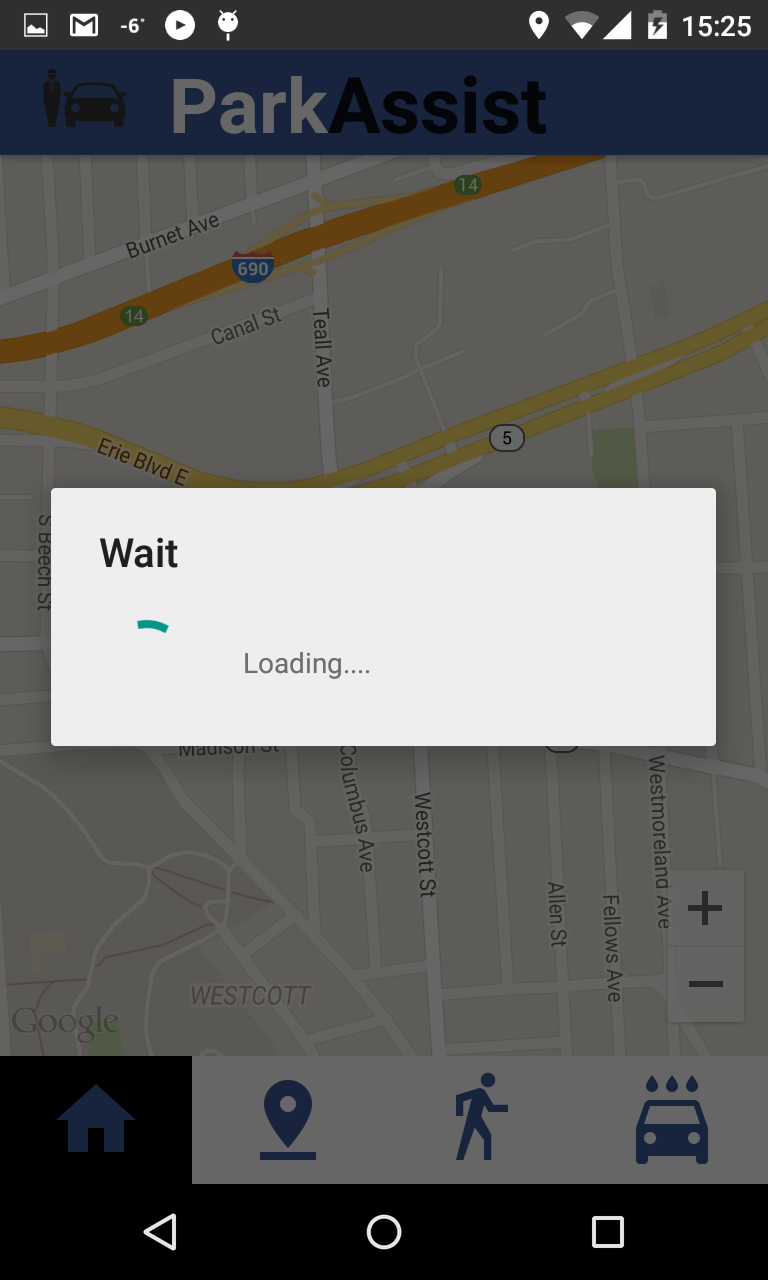 -6° 15:25
ParkAssist
14
Burnet Ave
690
14
Canal St
Teall Ave
5
Erie Blvd E
S Beech St
Wait
Loading....
Madison St
Columbus Ave
Westcott St
Westmoreland Ave
Allen St
Fellows Ave
WESTCOTT
Google